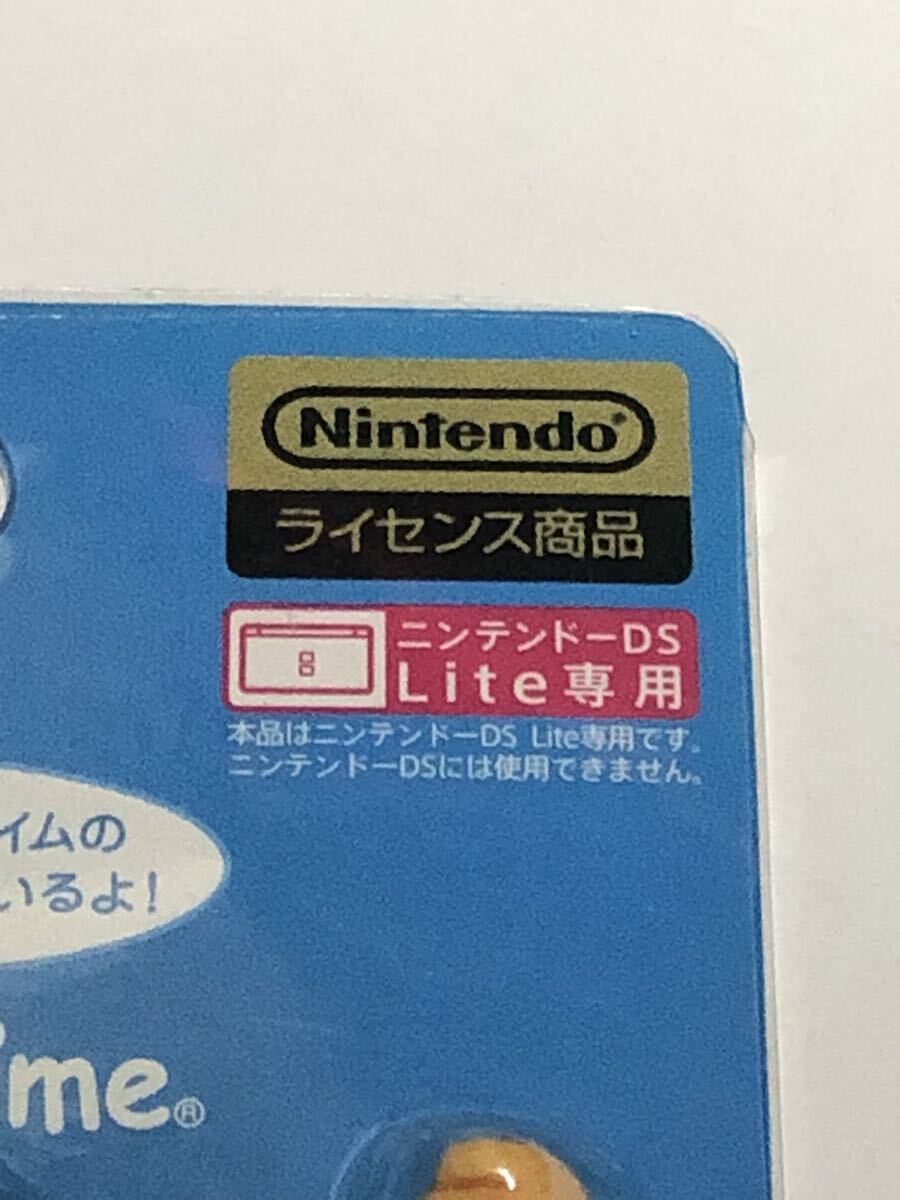 Nintendo®
ライセンス商品
ニンテンドーDS
Lite専用
本品はニンテンドーDS Lite専用です。
ニンテンドーDSには使用できません。
イムの
いるよ!
me®